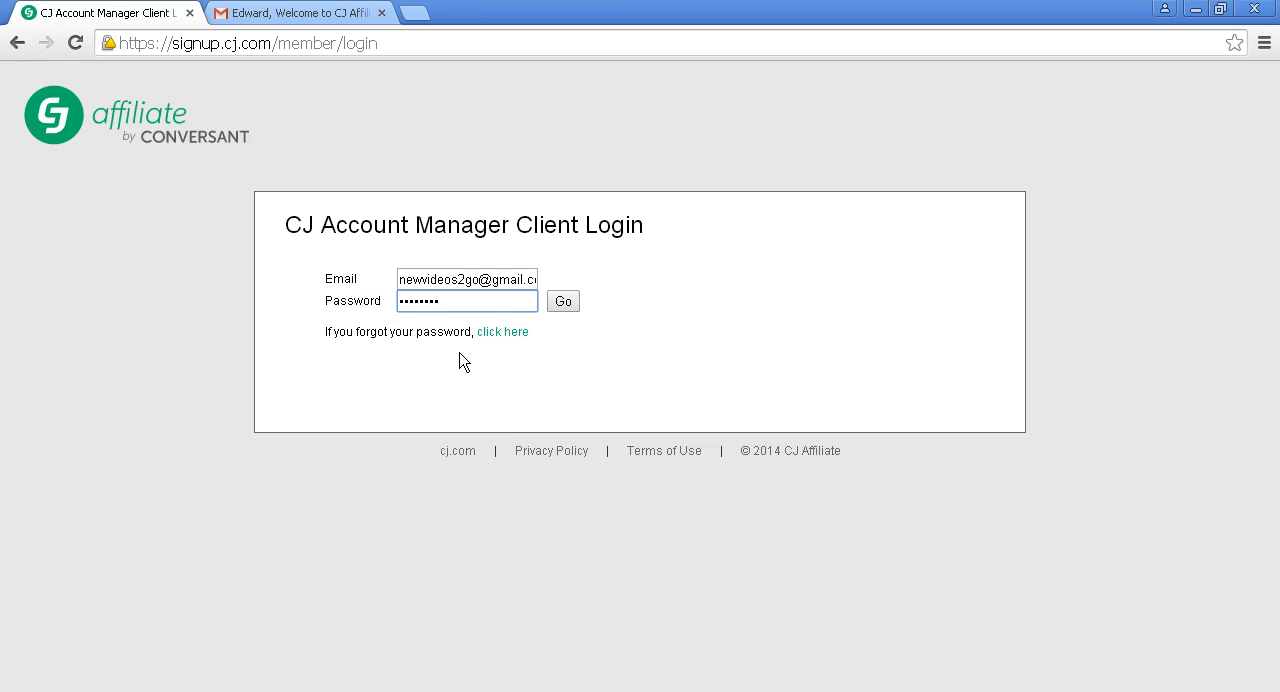 CJ Account Manager Client L
Edward, Welcome to CJ Affil
https://signup.cj.com/member/login
CJ affiliate
by CONVERSANT
CJ Account Manager Client Login
Email newvideos2go@gmail.c
Password •••••••• Go
If you forgot your password, click here
cj.com | Privacy Policy | Terms of Use | © 2014 CJ Affiliate